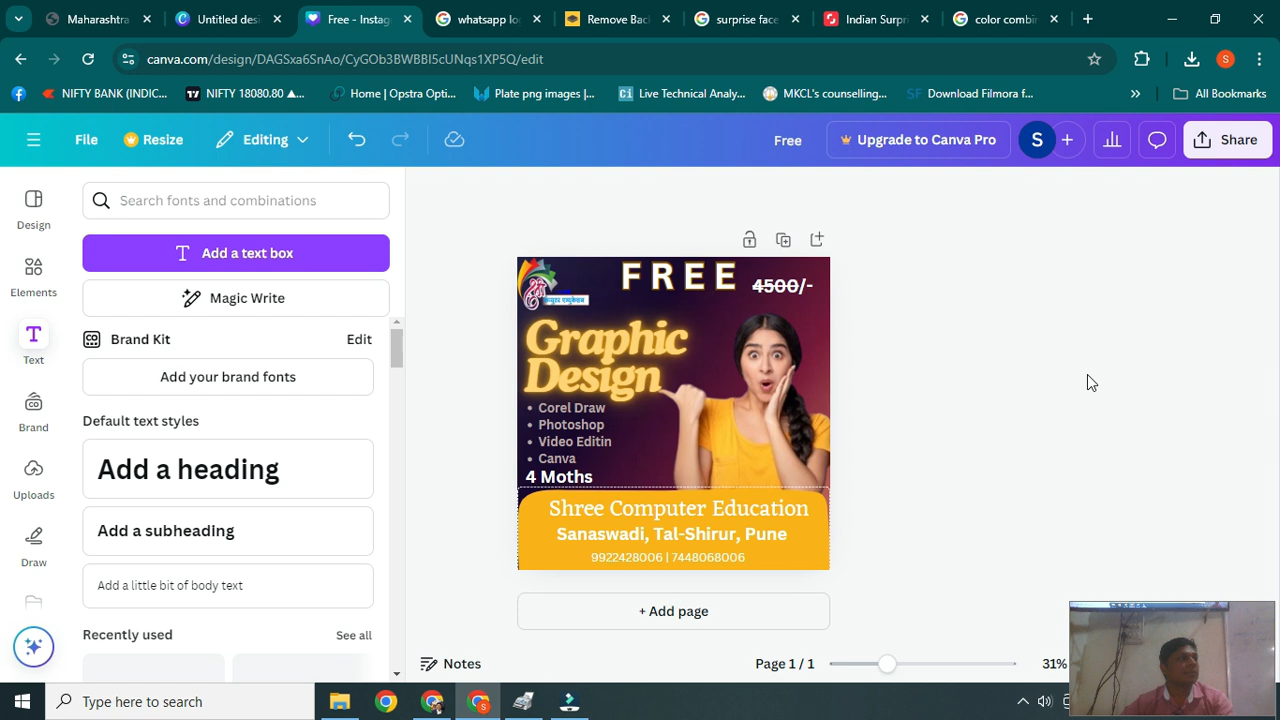 Maharashtra
Untitled desi
Free - Instag
whatsapp lo
Remove Bac
surprise face
Indian Surpr
color combin
canva.com/design/DAGSxa6SnAo/CyGOb3BWBBI5cUNqs1XP5Q/edit
S
NIFTY BANK (INDIC...
NIFTY 18080.80 ▲...
Home | Opstra Opti...
Plate png images |...
Live Technical Analy...
MKCL's counselling...
SF Download Filmora f...
All Bookmarks
File
Resize
Editing
Free
Upgrade to Canva Pro
S
Share
Design
Elements
Text
Brand
Uploads
Draw
Search fonts and combinations
Add a text box
Magic Write
Brand Kit
Edit
Add your brand fonts
Default text styles
Add a heading
Add a subheading
Add a little bit of body text
Recently used
See all
FREE
4500/-
श्री
कॉम्प्युटर एज्युकेशन
Graphic
Design
• Corel Draw
• Photoshop
• Video Editin
• Canva
4 Moths
Shree Computer Education
Sanaswadi, Tal-Shirur, Pune
9922428006 | 7448068006
+ Add page
Notes
Page 1 / 1
31%
Type here to search